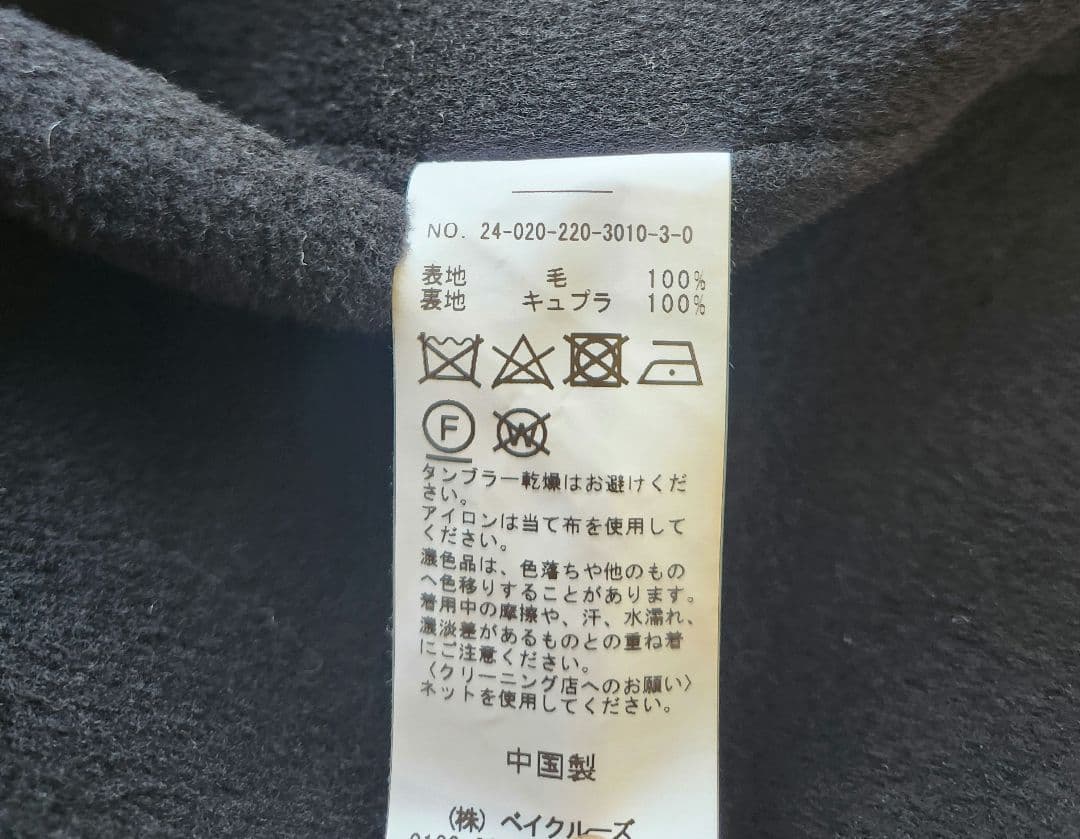 NO. 24-020-220-3010-3-0
表地 毛 100%
裏地 キュプラ 100%
F W
タンブラー乾燥はお避けくだ
さい。
アイロンは当て布を使用して
ください。
濃色品は、色落ちや他のもの
へ色移りすることがあります。
着用中の摩擦や、汗、水濡れ、
濃淡差があるものとの重ね着
にご注意ください。
〈クリーニング店へのお願い〉
ネットを使用してください。
中国製
(株) ベイクルーズ